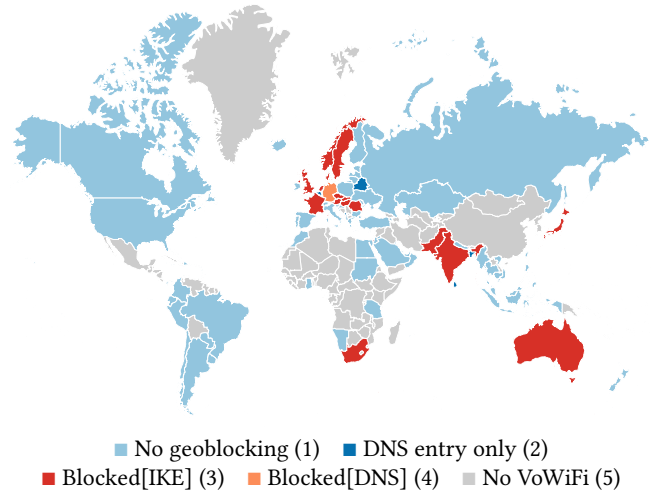 No geoblocking (1) DNS entry only (2)
Blocked[IKE] (3) Blocked[DNS] (4) No VoWiFi (5)